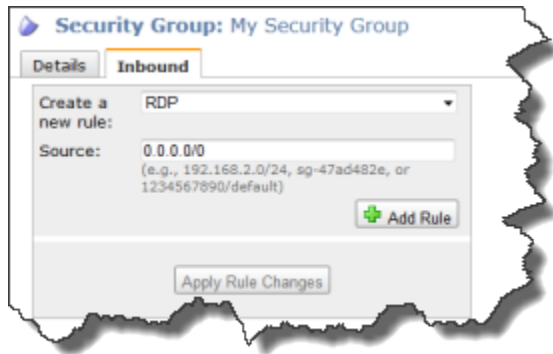 Security Group: My Security Group
Details
Inbound
Create a
new rule:
RDP
Source:
0.0.0.0/0
(e.g., 192.168.2.0/24, sg-47ad482e, or
1234567890/default)
Add Rule
Apply Rule Changes